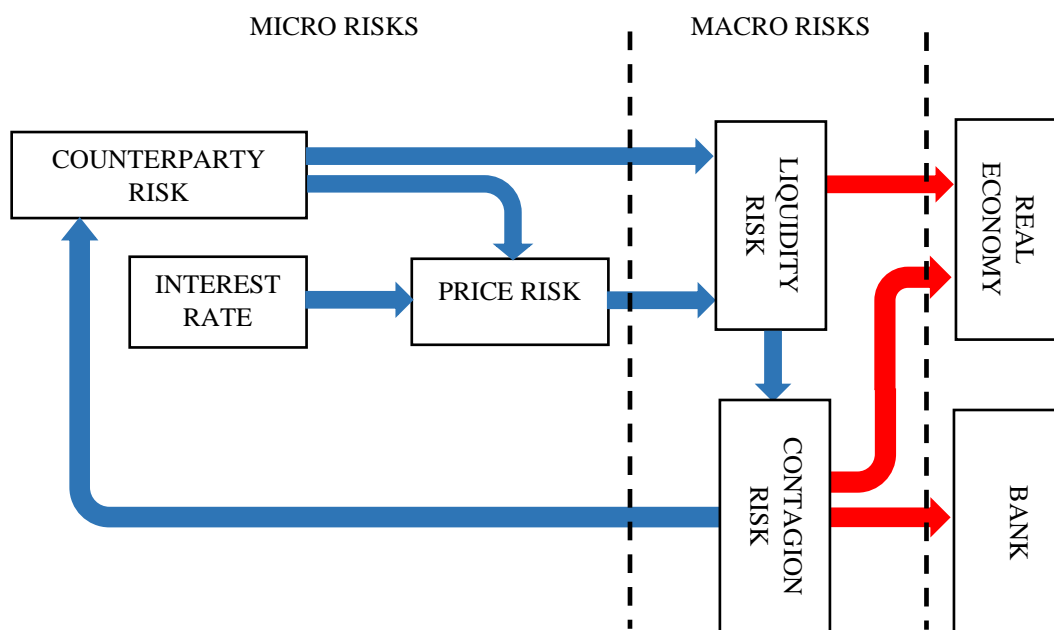 MICRO RISKS
MACRO RISKS
COUNTERPARTY
RISK
INTEREST
RATE
PRICE RISK
LIQUIDITY
RISK
CONTAGION
RISK
REAL
ECONOMY
BANK